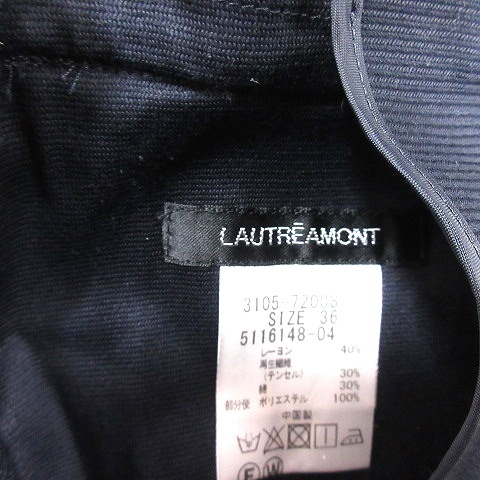 LAUTRĒAMONT
3105-72003
SIZE 36
5116148-04
レーヨン 40%
再生繊維
(テンセル) 30%
綿 30%
部分使 ポリエステル 100%
中国製
F W